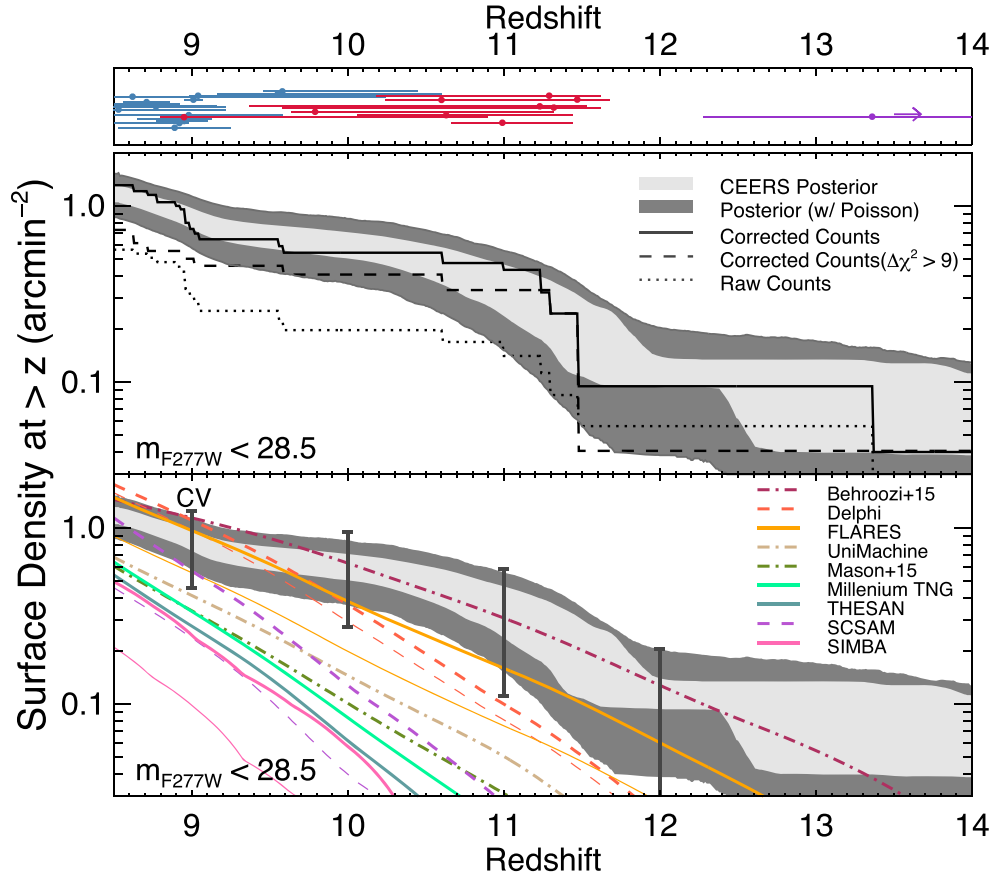 Redshift
9 10 11 12 13 14
Surface Density at > z (arcmin⁻²)
1.0
0.1
CEERS Posterior
Posterior (w/ Poisson)
Corrected Counts
Corrected Counts(Δχ² > 9)
Raw Counts
m_F277W < 28.5
CV
1.0
0.1
Behroozi+15
Delphi
FLARES
UniMachine
Mason+15
Millenium TNG
THESAN
SCSAM
SIMBA
m_F277W < 28.5
9 10 11 12 13 14
Redshift